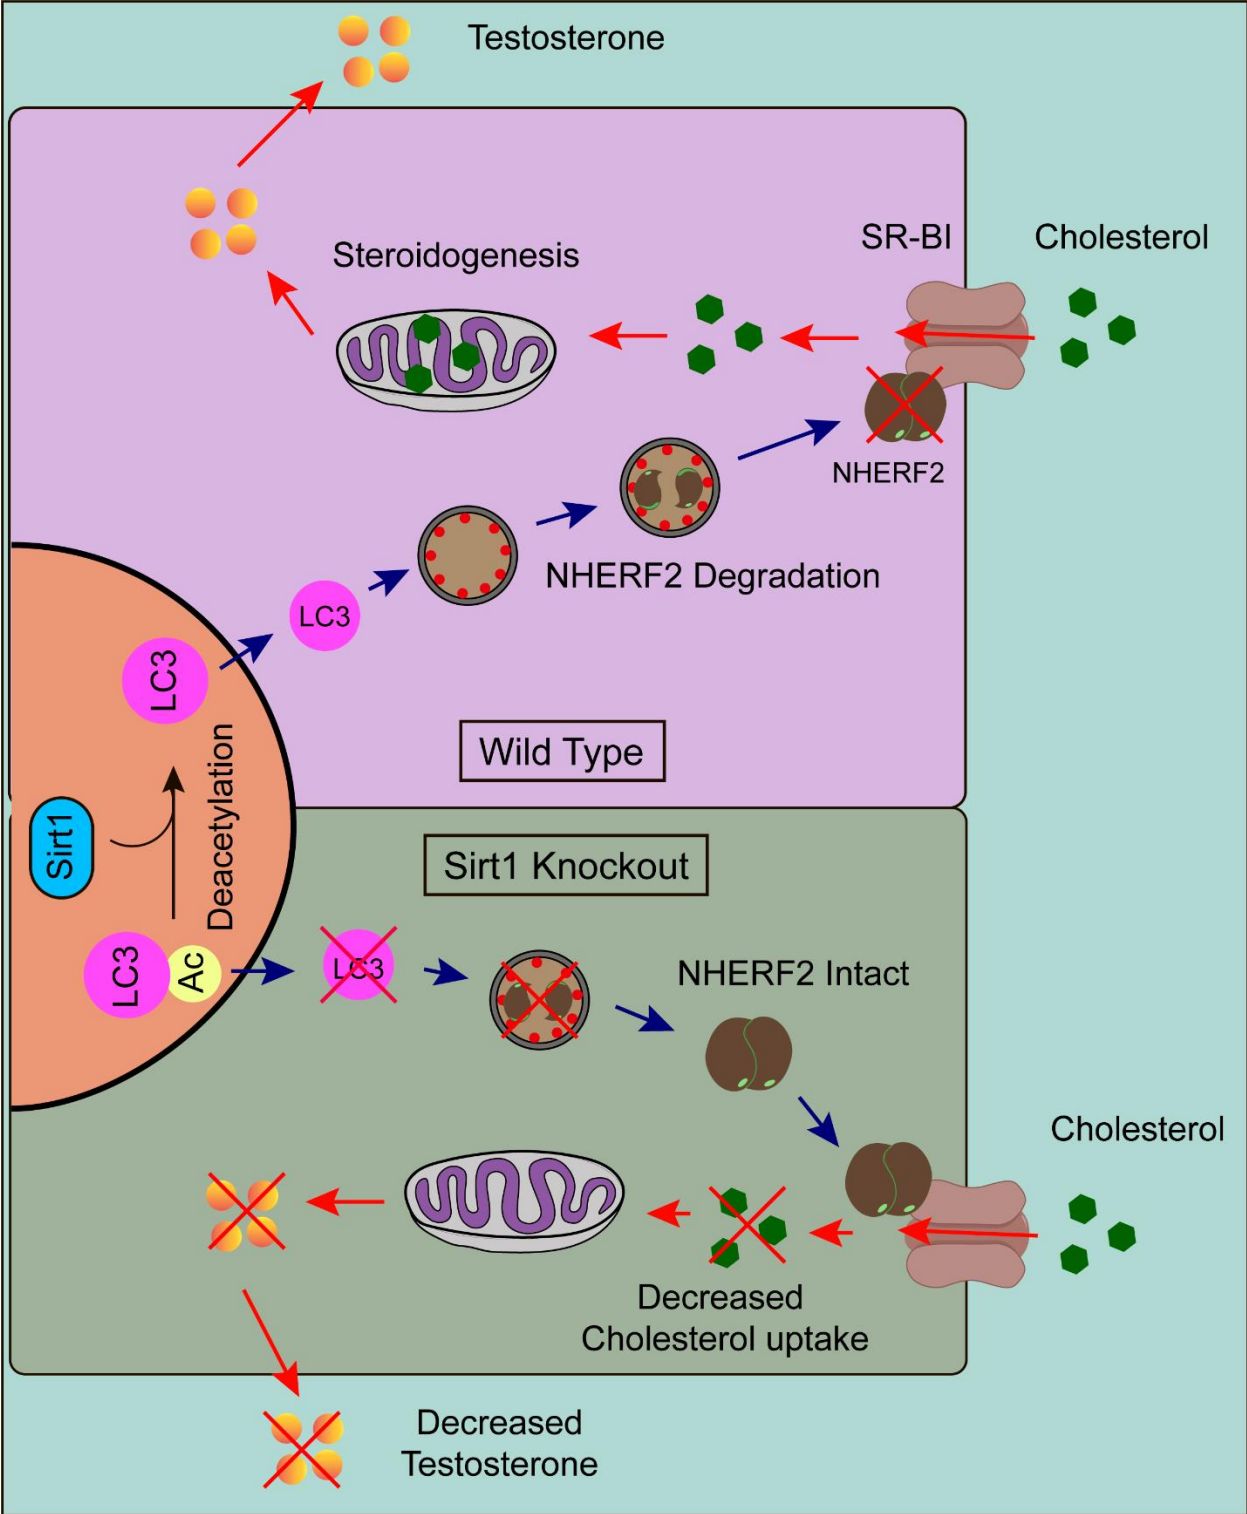 Testosterone
SR-BI
Cholesterol
Steroidogenesis
NHERF2
NHERF2 Degradation
LC3
LC3
Wild Type
Deacetylation
Sirt1
Sirt1 Knockout
LC3
Ac
LC3
NHERF2 Intact
Cholesterol
Decreased
Cholesterol uptake
Decreased
Testosterone